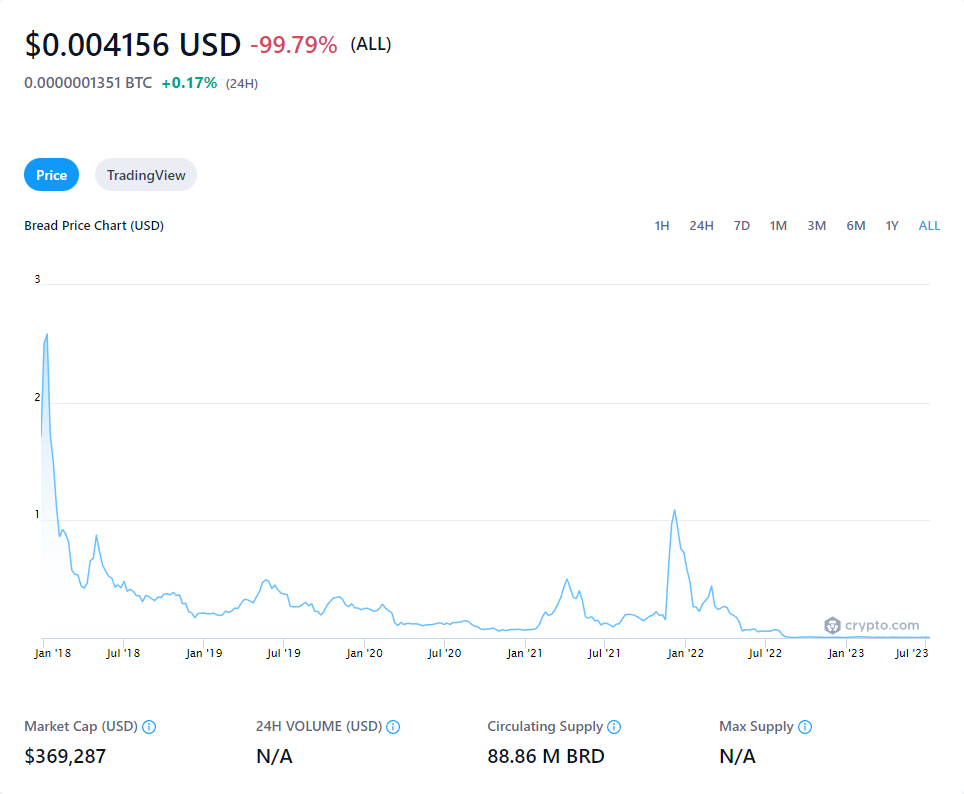 $0.004156 USD -99.79% (ALL)
0.0000001351 BTC +0.17% (24H)
Price TradingView
Bread Price Chart (USD) 1H 24H 7D 1M 3M 6M 1Y ALL
3
2
1
crypto.com
Jan '18 Jul '18 Jan '19 Jul '19 Jan '20 Jul '20 Jan '21 Jul '21 Jan '22 Jul '22 Jan '23 Jul '23
Market Cap (USD) 24H VOLUME (USD) Circulating Supply Max Supply
$369,287 N/A 88.86 M BRD N/A